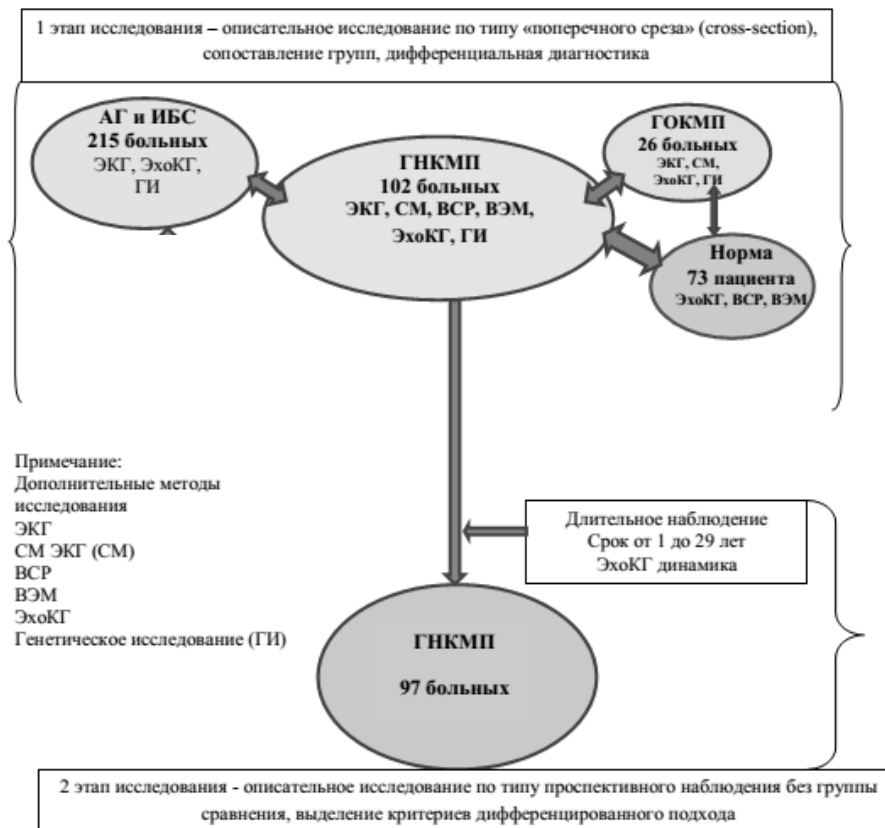 1 этап исследования – описательное исследование по типу «поперечного среза» (cross-section),
сопоставление групп, дифференциальная диагностика
АГ и ИБС
215 больных
ЭКГ, ЭхоКГ,
ГИ
ГНКМП
102 больных
ЭКГ, СМ, ВСР, ВЭМ,
ЭхоКГ, ГИ
ГОКМП
26 больных
ЭКГ, СМ,
ЭхоКГ, ГИ
Норма
73 пациента
ЭхоКГ, ВСР, ВЭМ
Примечание:
Дополнительные методы
исследования
ЭКГ
СМ ЭКГ (СМ)
ВСР
ВЭМ
ЭхоКГ
Генетическое исследование (ГИ)
Длительное наблюдение
Срок от 1 до 29 лет
ЭхоКГ динамика
ГНКМП
97 больных
2 этап исследования - описательное исследование по типу проспективного наблюдения без группы
сравнения, выделение критериев дифференцированного подхода